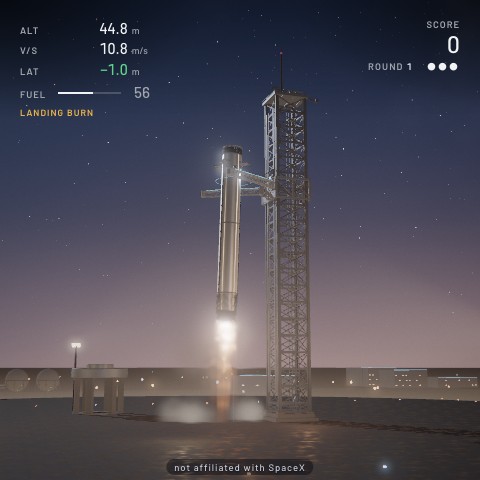 ALT 44.8 m
V/S 10.8 m/s
LAT −1.0 m
FUEL 56
LANDING BURN
SCORE
0
ROUND 1
not affiliated with SpaceX